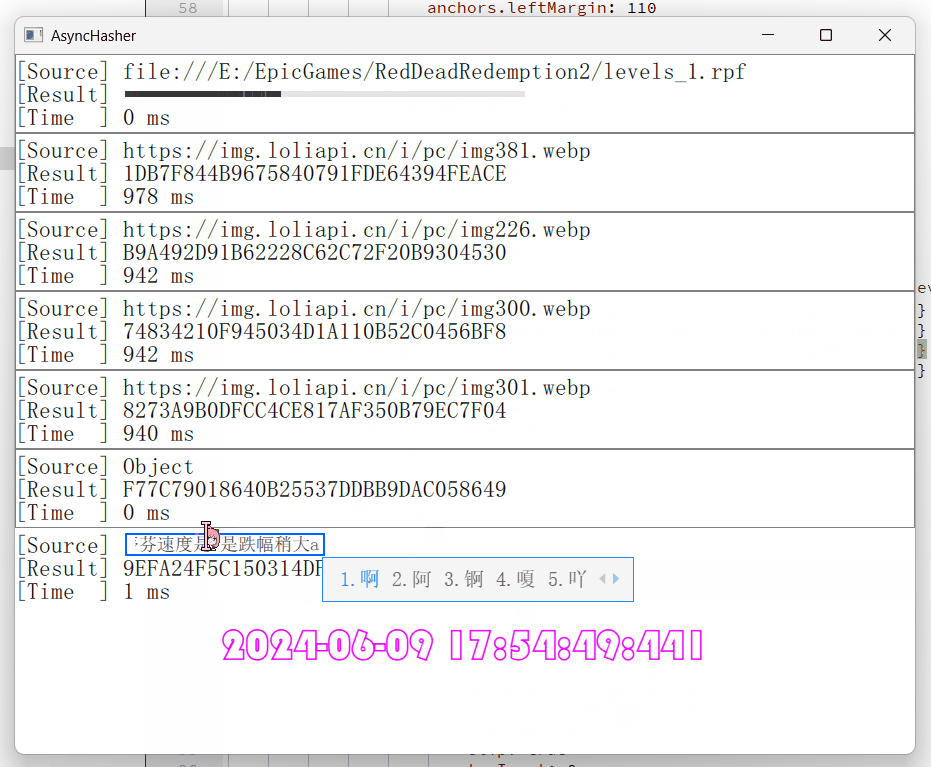 58
anchors.leftMargin: 110
AsyncHasher
[Source] file:///E:/EpicGames/RedDeadRedemption2/levels_1.rpf
[Result]
[Time  ] 0 ms
[Source] https://img.loliapi.cn/i/pc/img381.webp
[Result] 1DB7F844B9675840791FDE64394FEACE
[Time  ] 978 ms
[Source] https://img.loliapi.cn/i/pc/img226.webp
[Result] B9A492D91B62228C62C72F20B9304530
[Time  ] 942 ms
[Source] https://img.loliapi.cn/i/pc/img300.webp
[Result] 74834210F945034D1A110B52C0456BF8
[Time  ] 942 ms
[Source] https://img.loliapi.cn/i/pc/img301.webp
[Result] 8273A9B0DFCC4CE817AF350B79EC7F04
[Time  ] 940 ms
[Source] Object
[Result] F77C79018640B25537DDBB9DAC058649
[Time  ] 0 ms
[Source] 芬速度是 是跌幅稍大a
[Result] 9EFA24F5C150314DF
[Time  ] 1 ms
1.啊 2.阿 3.锕 4.嗄 5.吖
2024-06-09 17:54:49:441
ev
}
}
}
}